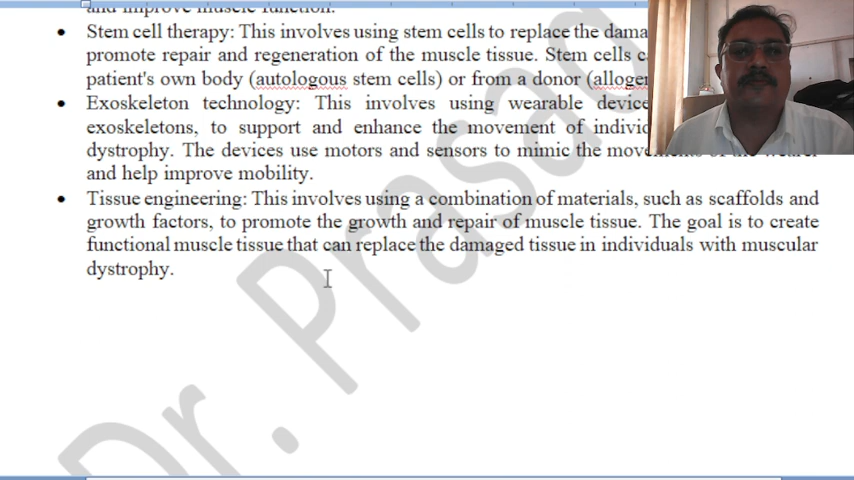 and improve muscle function.
Stem cell therapy: This involves using stem cells to replace the
promote repair and regeneration of the muscle tissue. Stem cells
patient's own body (autologous stem cells) or from a donor
Exoskeleton technology: This involves using wearable
exoskeletons, to support and enhance the movement of
dystrophy. The devices use motors and sensors to mimic the
and help improve mobility.
Tissue engineering: This involves using a combination of materials, such as scaffolds and
growth factors, to promote the growth and repair of muscle tissue. The goal is to create
functional muscle tissue that can replace the damaged tissue in individuals with muscular
dystrophy.
Dr. Prasad